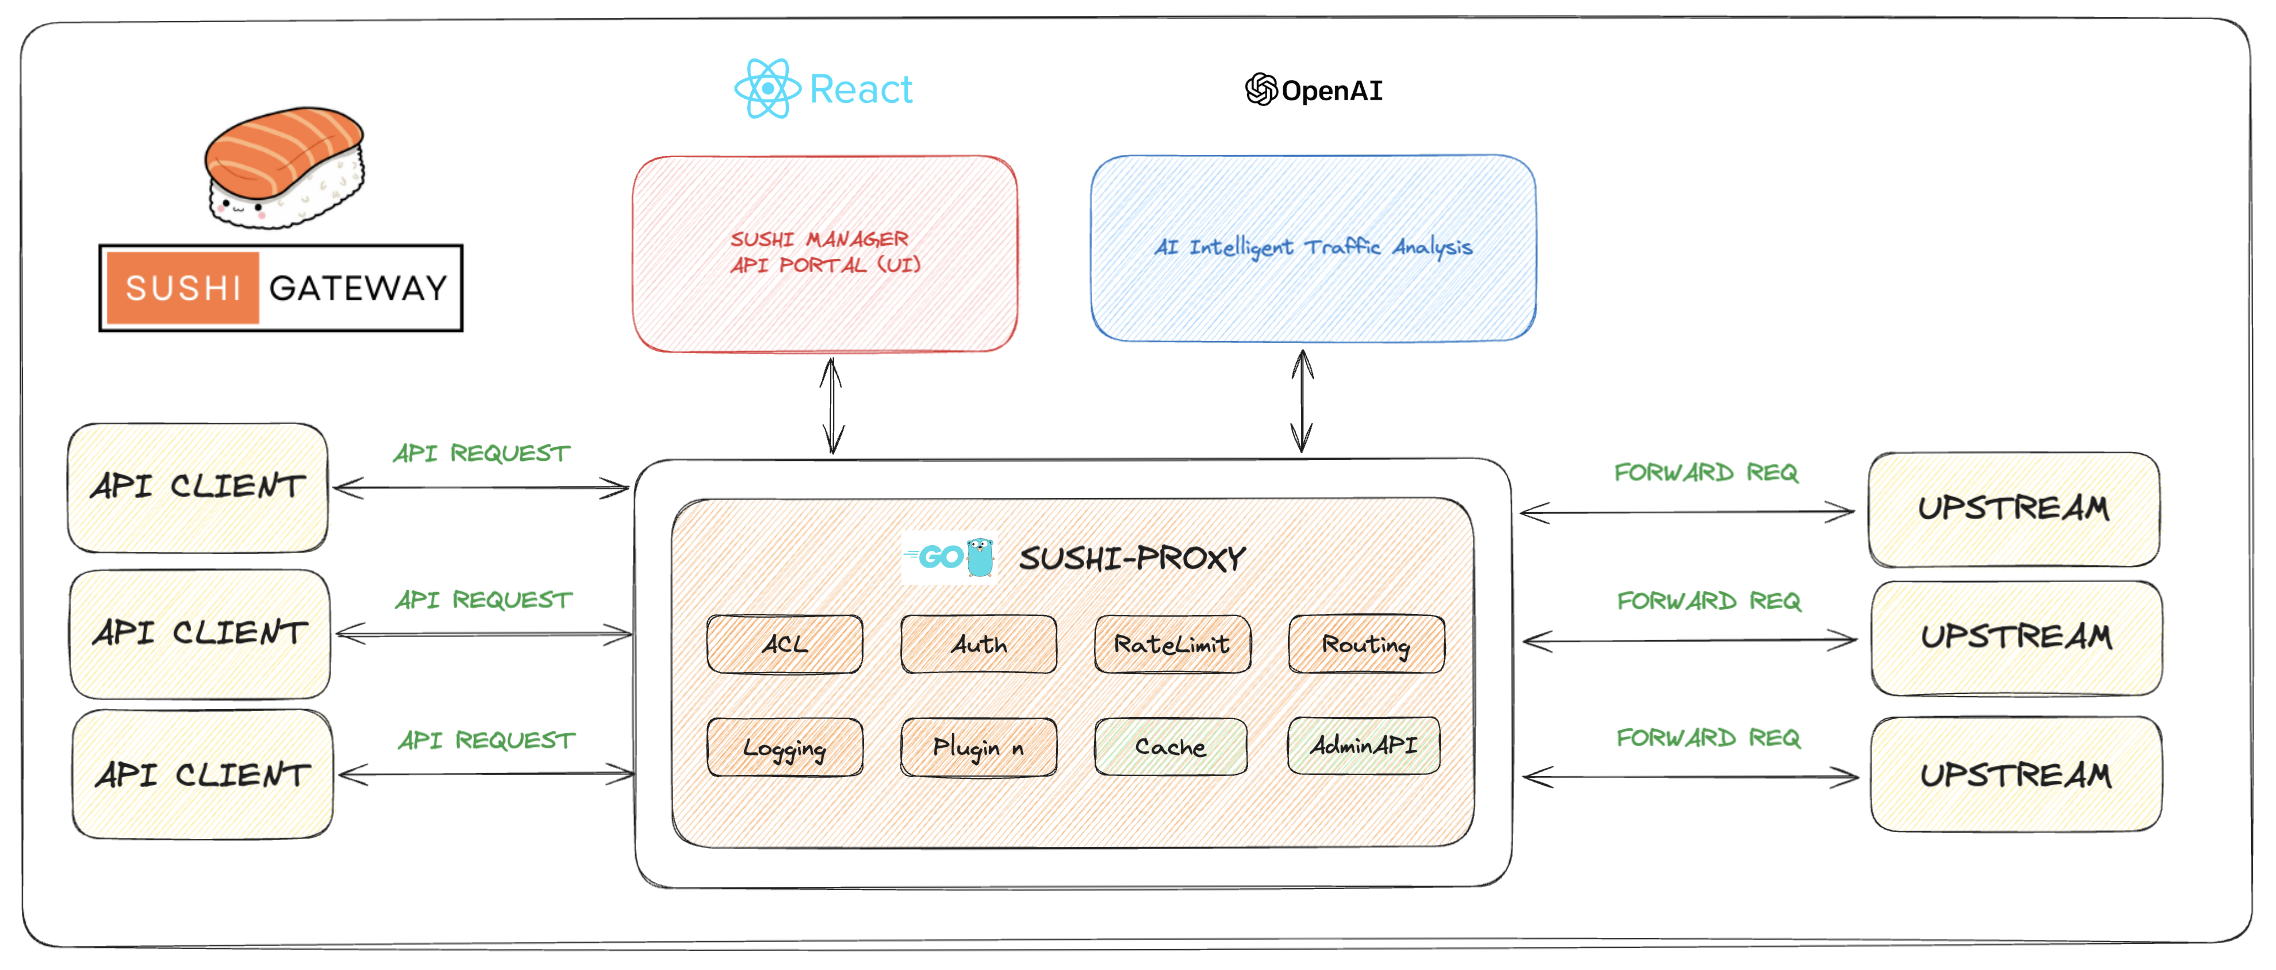 React
OpenAI
SUSHI GATEWAY
SUSHI MANAGER
API PORTAL (UI)
AI Intelligent Traffic Analysis
API CLIENT
API REQUEST
API CLIENT
API REQUEST
API CLIENT
API REQUEST
GO
SUSHI-PROXY
ACL
Auth
RateLimit
Routing
Logging
Plugin n
Cache
AdminAPI
FORWARD REQ
UPSTREAM
FORWARD REQ
UPSTREAM
FORWARD REQ
UPSTREAM